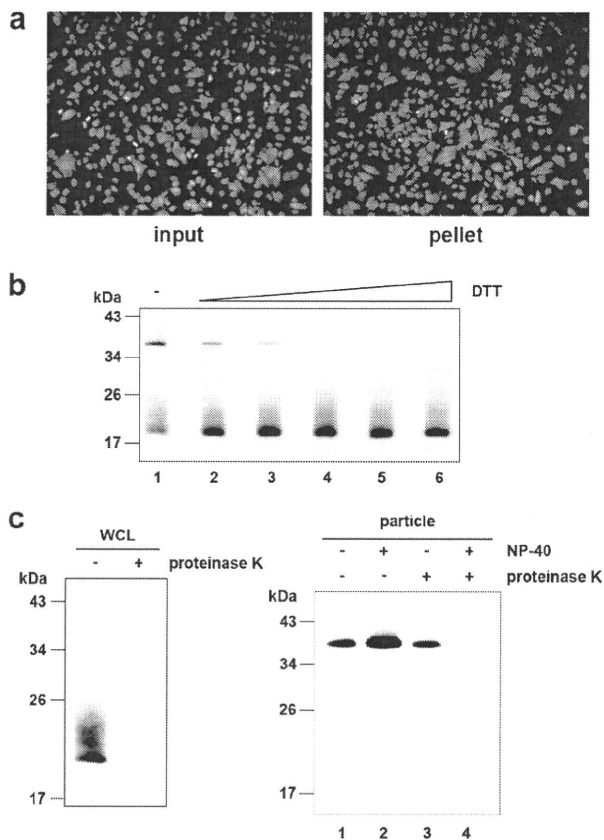 a
input pellet
b
- DTT
kDa
43
34
26
17
1 2 3 4 5 6
c
WCL
- + proteinase K
kDa
43
34
26
17
particle
- + - + NP-40
- - + + proteinase K
kDa
43
34
26
17
1 2 3 4